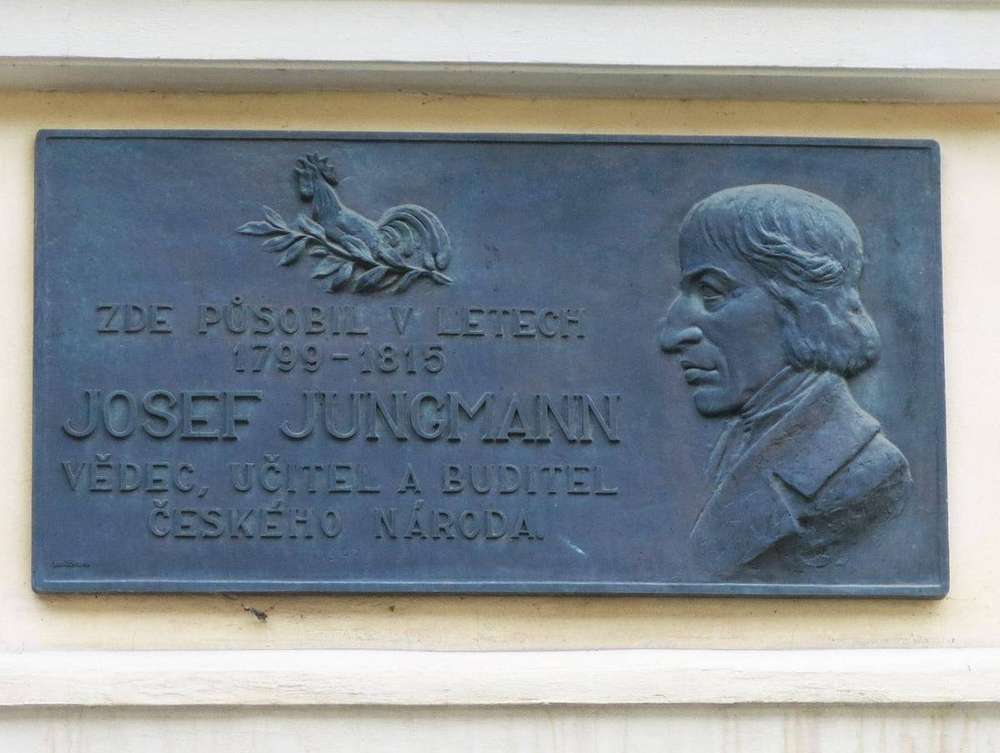 ZDE PŮSOBIL V LETECH
1799-1815
JOSEF JUNGMANN
VĚDEC, UČITEL A BUDITEL
ČESKÉHO NÁRODA.